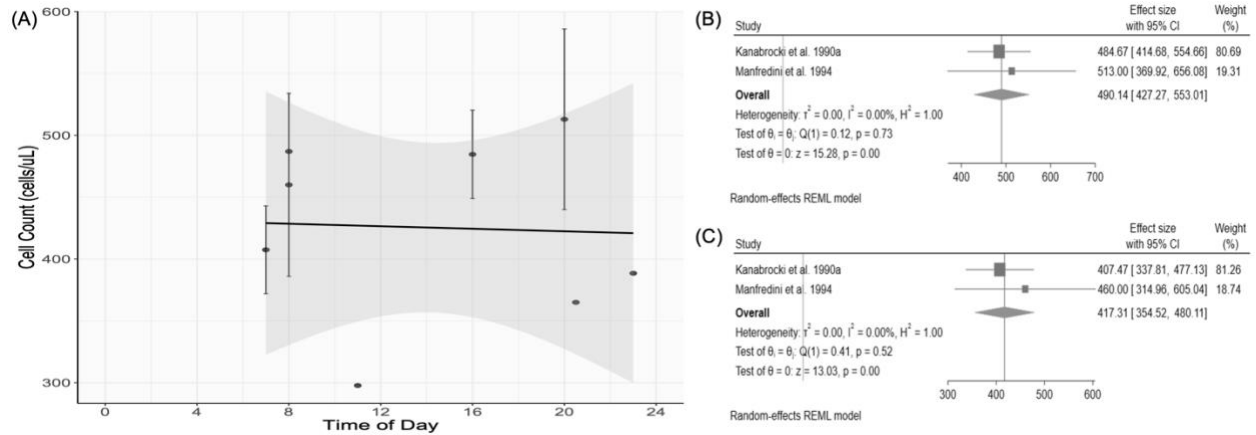 (A)
600
500
400
300
Cell Count (cells/uL)
0 4 8 12 16 20 24
Time of Day
(B)
Effect size Weight
Study with 95% CI (%)
Kanabrocki et al. 1990a 484.67 [ 414.68, 554.66] 80.69
Manfredini et al. 1994 513.00 [ 369.92, 656.08] 19.31
Overall 490.14 [ 427.27, 553.01]
Heterogeneity: τ² = 0.00, I² = 0.00%, H² = 1.00
Test of θᵢ = θⱼ: Q(1) = 0.12, p = 0.73
Test of θ = 0: z = 15.28, p = 0.00
400 500 600 700
Random-effects REML model
(C)
Effect size Weight
Study with 95% CI (%)
Kanabrocki et al. 1990a 407.47 [ 337.81, 477.13] 81.26
Manfredini et al. 1994 460.00 [ 314.96, 605.04] 18.74
Overall 417.31 [ 354.52, 480.11]
Heterogeneity: τ² = 0.00, I² = 0.00%, H² = 1.00
Test of θᵢ = θⱼ: Q(1) = 0.41, p = 0.52
Test of θ = 0: z = 13.03, p = 0.00
300 400 500 600
Random-effects REML model